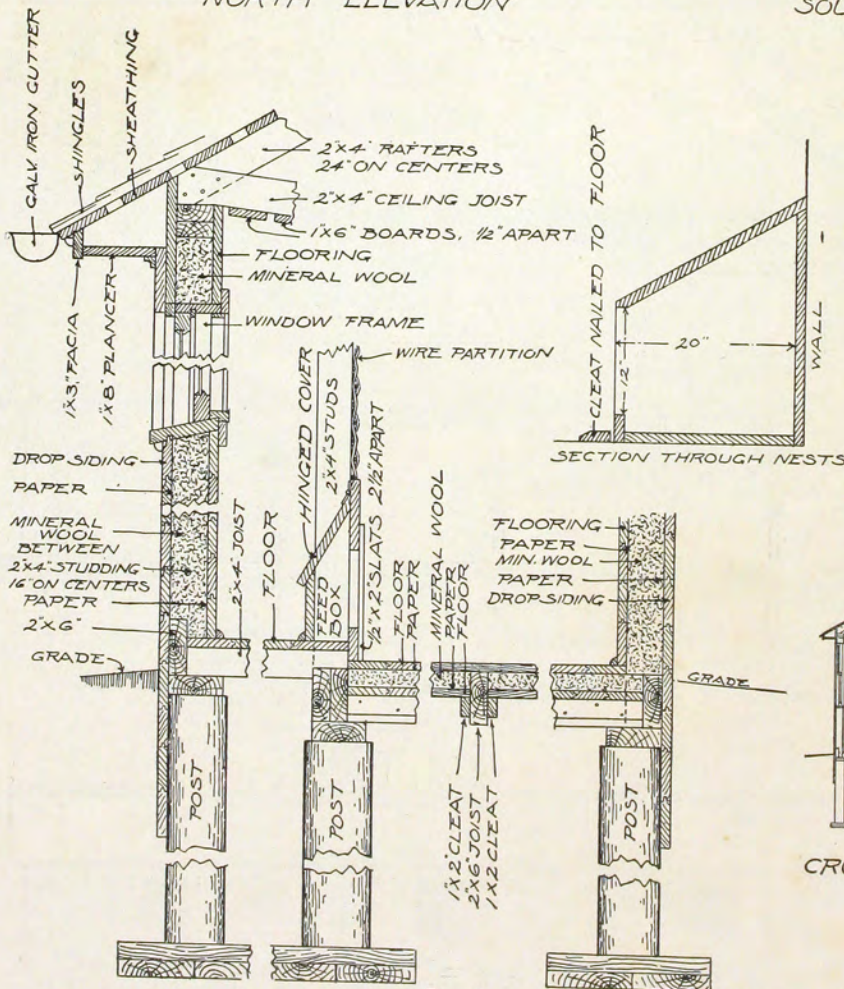 NORTH ELEVATION
GALV. IRON GUTTER
SHINGLES
SHEATHING
2"X4" RAFTERS
24" ON CENTERS
2"X4" CEILING JOIST
1"X6" BOARDS, 1/2" APART
FLOORING
MINERAL WOOL
WINDOW FRAME
1"X3" FACIA
1"X8" PLANCER
WIRE PARTITION
HINGED COVER
2"X4" STUDS
1/2"X2" SLATS 2 1/2" APART
DROP SIDING
PAPER
MINERAL
WOOL
BETWEEN
2"X4" STUDDING
16" ON CENTERS
PAPER
2"X6"
GRADE
2"X4" JOIST
FLOOR
FEED
BOX
FLOOR
PAPER
MINERAL WOOL
PAPER
FLOOR
1"X2" CLEAT
2"X6" JOIST
1X2 CLEAT
POST
POST
POST
CLEAT NAILED TO FLOOR
20"
12"
WALL
SECTION THROUGH NESTS
FLOORING
PAPER
MIN. WOOL
PAPER
DROP SIDING
GRADE